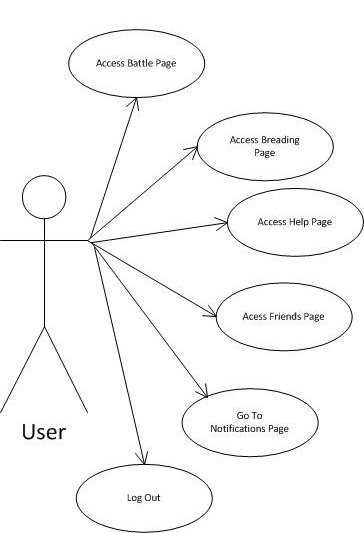 Access Battle Page
Access Breading
Page
Access Help Page
Acess Friends Page
Go To
Notifications Page
User
Log Out